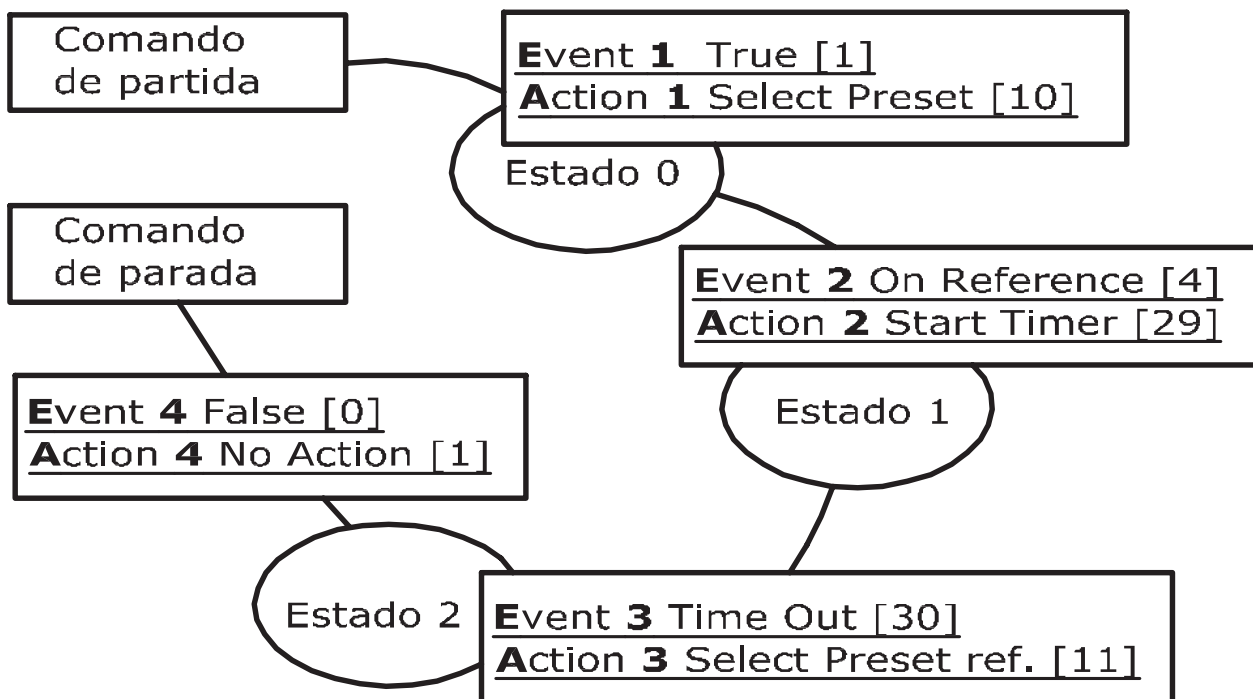 Comando
de partida
Event 1 True [1]
Action 1 Select Preset [10]
Estado 0
Comando
de parada
Event 2 On Reference [4]
Action 2 Start Timer [29]
Estado 1
Event 4 False [0]
Action 4 No Action [1]
Estado 2
Event 3 Time Out [30]
Action 3 Select Preset ref. [11]